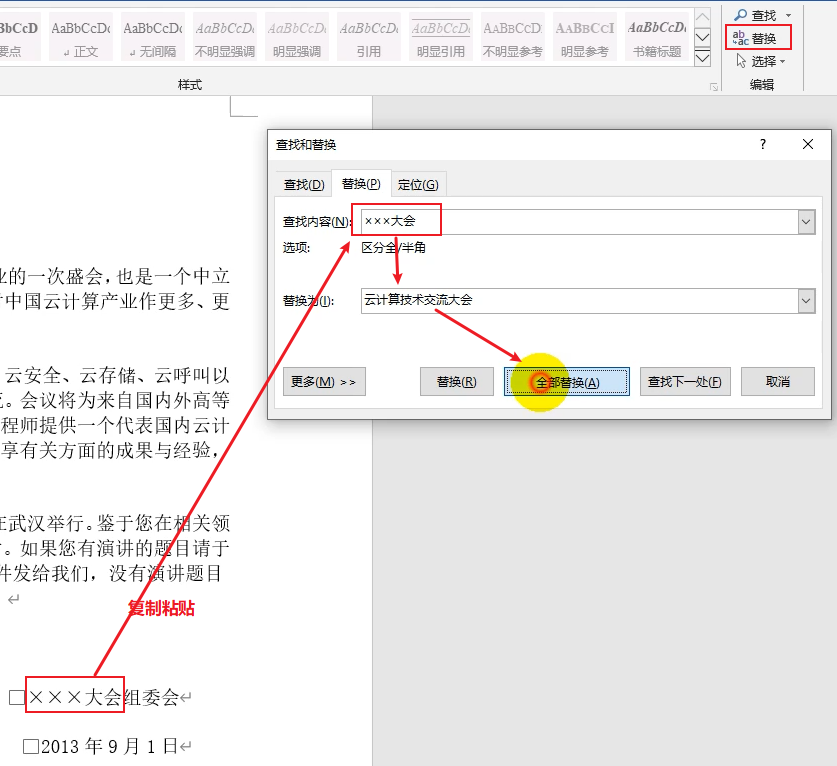 AaBbCcD AaBbCcDc AaBbCcDc AaBbCcDc AaBbCcDc AaBbCcDc AaBbCcDc AaBbCcDc AaBbCcD AaBbCcDc
查找
替换
选择
要点 正文 无间隔 不明显强调 明显强调 引用 明显引用 不明显参考 明显参考 书籍标题
样式
编辑
查找和替换
查找(D) 替换(P) 定位(G)
查找内容(N): ×××大会
选项: 区分全/半角
替换为(I): 云计算技术交流大会
更多(M) >> 替换(R) 全部替换(A) 查找下一处(F) 取消
业的一次盛会,也是一个中立
中国云计算产业作更多、更
云安全、云存储、云呼叫以
。会议将为来自国内外高等
程师提供一个代表国内云计
享有关方面的成果与经验,
在武汉举行。鉴于您在相关领
。如果您有演讲的题目请于
件发给我们，没有演讲题目
复制粘贴
×××大会组委会
2013 年 9 月 1 日